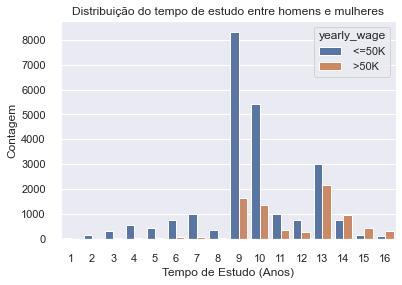 Distribuição do tempo de estudo entre homens e mulheres
yearly_wage
<=50K
>50K
8000
7000
6000
5000
4000
3000
2000
1000
0
Contagem
1 2 3 4 5 6 7 8 9 10 11 12 13 14 15 16
Tempo de Estudo (Anos)